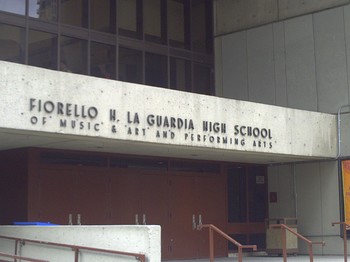 FIORELLO H. LA GUARDIA HIGH SCHOOL
OF MUSIC & ART AND PERFORMING ARTS